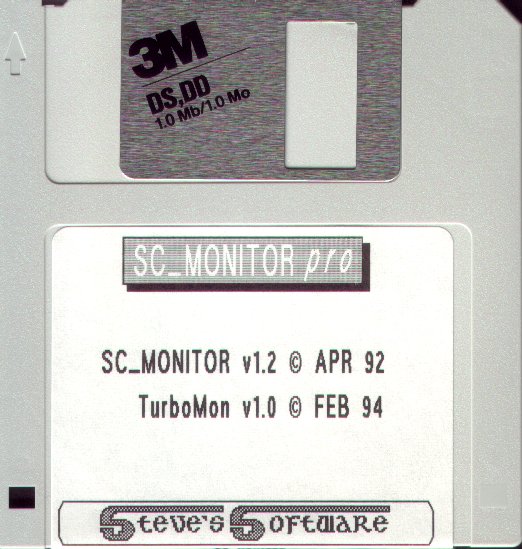 3M
DS,DD
1.0 Mb/1.0 Mo
SC_MONITOR pro
SC_MONITOR v1.2 © APR 92
TurboMon v1.0 © FEB 94
Steve's Software